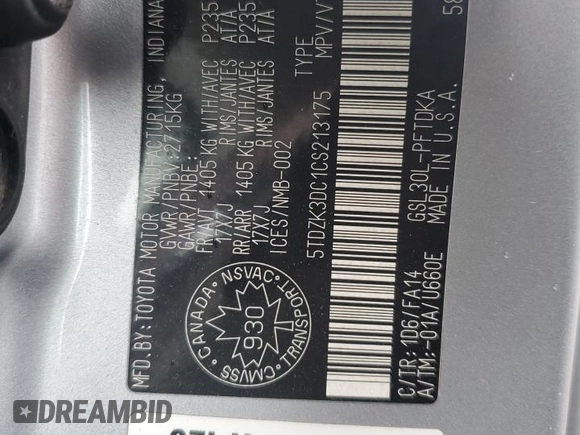 MFD. BY: TOYOTA MOTOR MANUFACTURING, INDIANA
GVWR/PNBV: 2715KG
GAWR/PNBE:
FR/AVT 1405 KG WITH/AVEC P235
17X7J RIMS/JANTES AT/A
RR/ARR 1405 KG WITH/AVEC P235
17X7J RIMS/JANTES AT/A
ICES/NMB-002
CANADA NSVAC
930
CMVSS TRANSPORT
5TDZK3DC1CS213175 TYPE
MPV/V
58
C/TR: 1D6/FA14 GSL30L-PFTDKA
A/TM:-01A/U660E MADE IN U.S.A.
DREAMBID